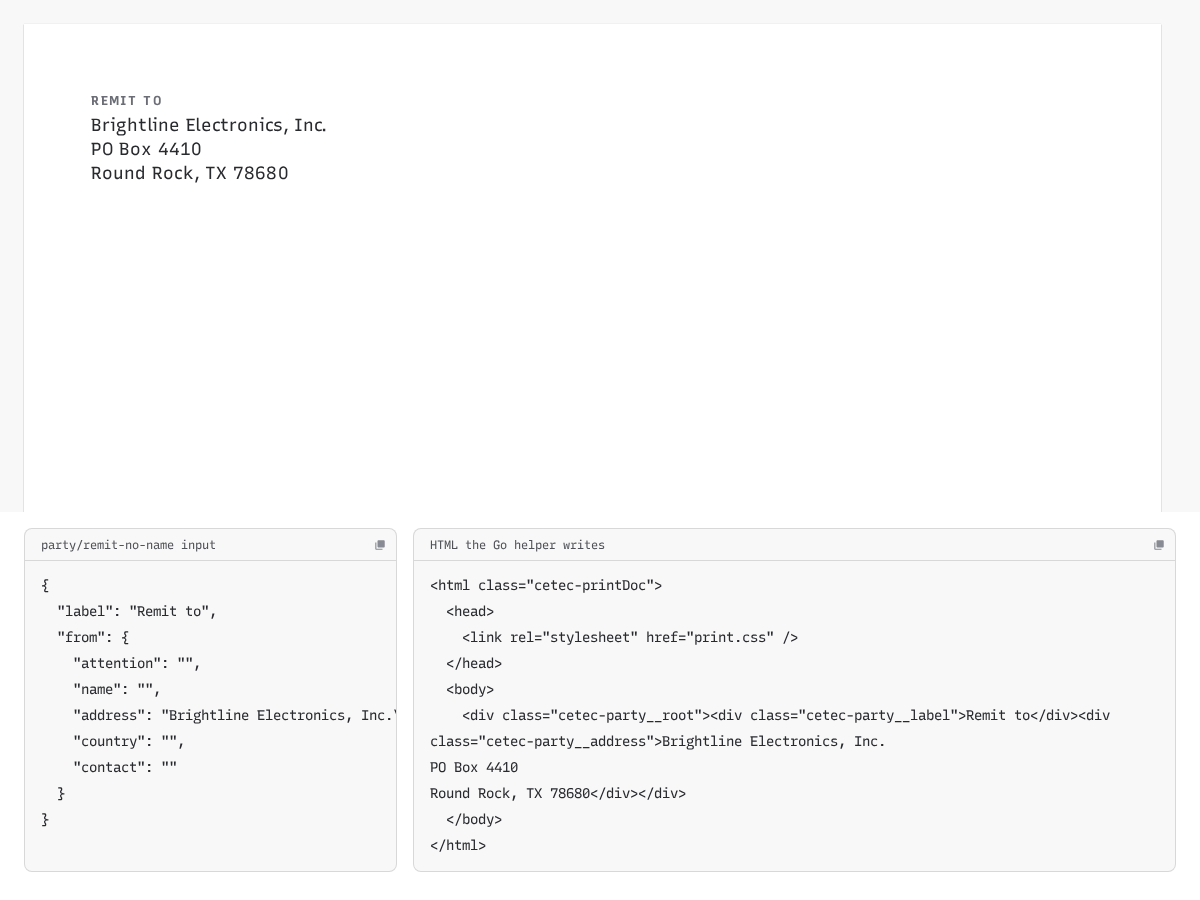 REMIT TO
Brightline Electronics, Inc.
PO Box 4410
Round Rock, TX 78680
party/remit-no-name input
{
  "label": "Remit to",
  "from": {
    "attention": "",
    "name": "",
    "address": "Brightline Electronics, Inc.\
    "country": "",
    "contact": ""
  }
}
HTML the Go helper writes
<html class="cetec-printDoc">
  <head>
    <link rel="stylesheet" href="print.css" />
  </head>
  <body>
    <div class="cetec-party__root"><div class="cetec-party__label">Remit to</div><div
class="cetec-party__address">Brightline Electronics, Inc.
PO Box 4410
Round Rock, TX 78680</div></div>
  </body>
</html>